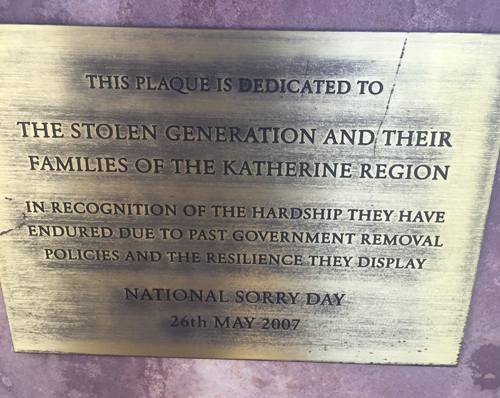 THIS PLAQUE IS DEDICATED TO
THE STOLEN GENERATION AND THEIR
FAMILIES OF THE KATHERINE REGION
IN RECOGNITION OF THE HARDSHIP THEY HAVE
ENDURED DUE TO PAST GOVERNMENT REMOVAL
POLICIES AND THE RESILIENCE THEY DISPLAY
NATIONAL SORRY DAY
26th MAY 2007